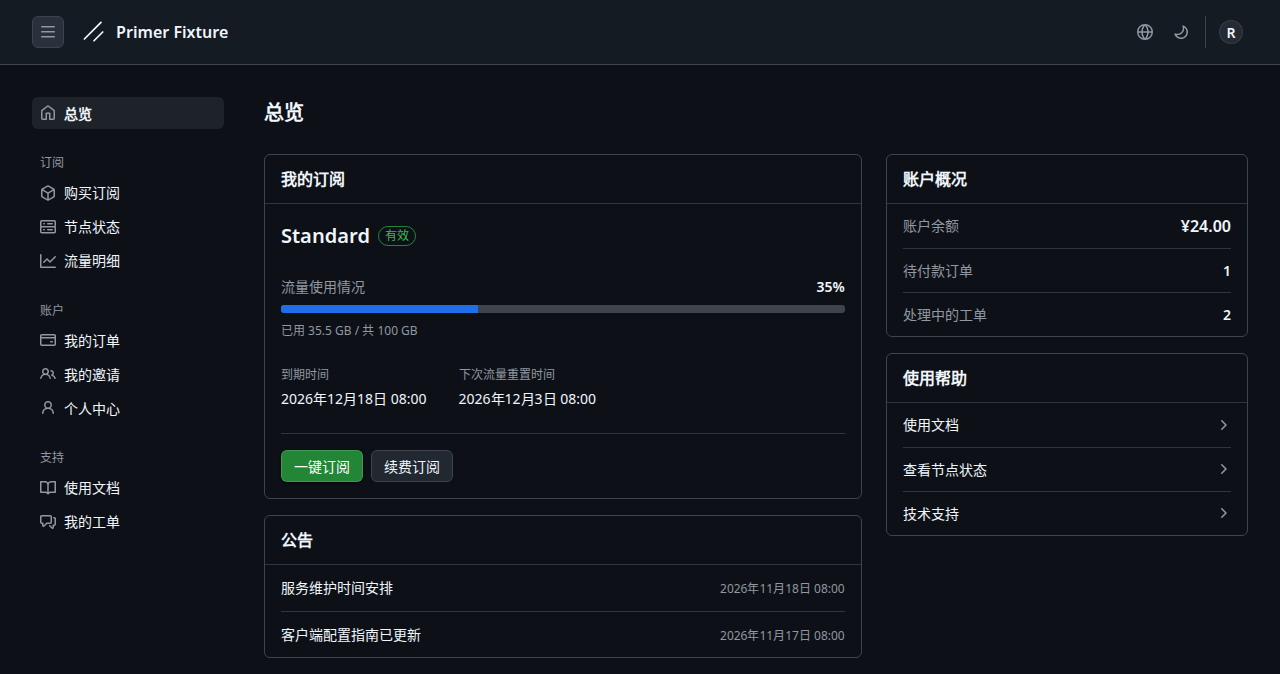 Primer Fixture
R
总览
订阅
购买订阅
节点状态
流量明细
账户
我的订单
我的邀请
个人中心
支持
使用文档
我的工单
总览
我的订阅
Standard 有效
流量使用情况 35%
已用 35.5 GB / 共 100 GB
到期时间 下次流量重置时间
2026年12月18日 08:00 2026年12月3日 08:00
一键订阅 续费订阅
公告
服务维护时间安排 2026年11月18日 08:00
客户端配置指南已更新 2026年11月17日 08:00
账户概况
账户余额 ¥24.00
待付款订单 1
处理中的工单 2
使用帮助
使用文档
查看节点状态
技术支持